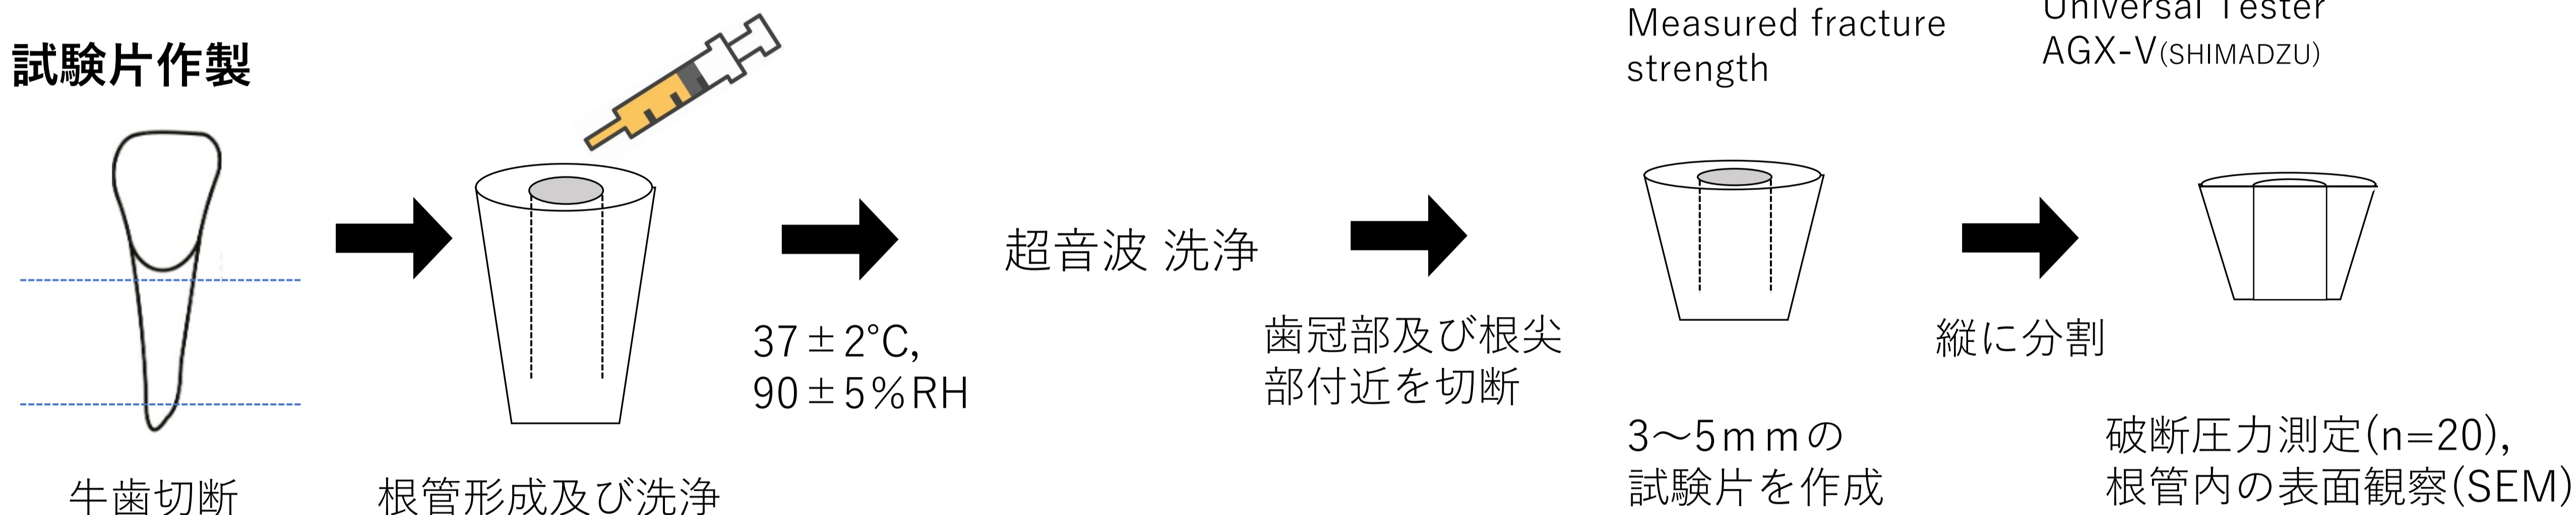 試験片作製
牛歯切断
根管形成及び洗浄
37±2°C,
90±5%RH
超音波 洗浄
歯冠部及び根尖
部付近を切断
Measured fracture
strength
3～5ｍｍの
試験片を作成
縦に分割
Universal Tester
AGX-V(SHIMADZU)
破断圧力測定(n=20),
根管内の表面観察(SEM)